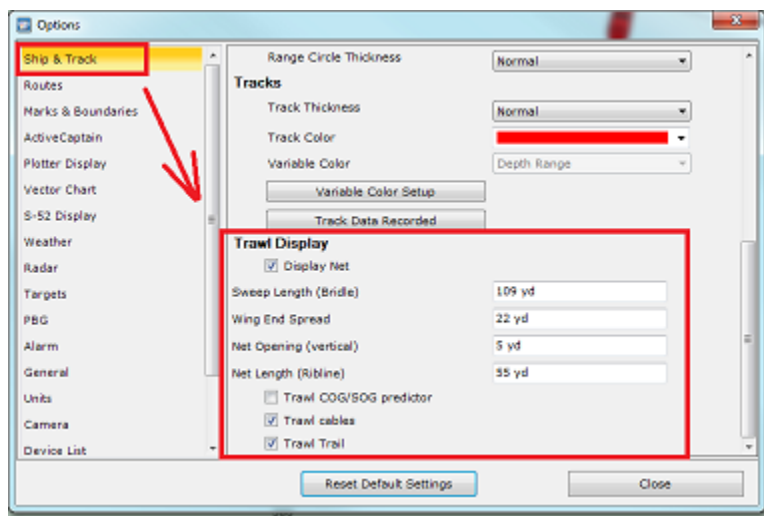 Options
Ship & Track
Routes
Marks & Boundaries
ActiveCaptain
Plotter Display
Vector Chart
S-52 Display
Weather
Radar
Targets
PBG
Alarm
General
Units
Camera
Device List
Range Circle Thickness Normal
Tracks
Track Thickness Normal
Track Color
Variable Color Depth Range
Variable Color Setup
Track Data Recorded
Trawl Display
Display Net
Sweep Length (Bridle) 109 yd
Wing End Spread 22 yd
Net Opening (vertical) 5 yd
Net Length (Ribline) 55 yd
Trawl COG/SOG predictor
Trawl cables
Trawl Trail
Reset Default Settings Close